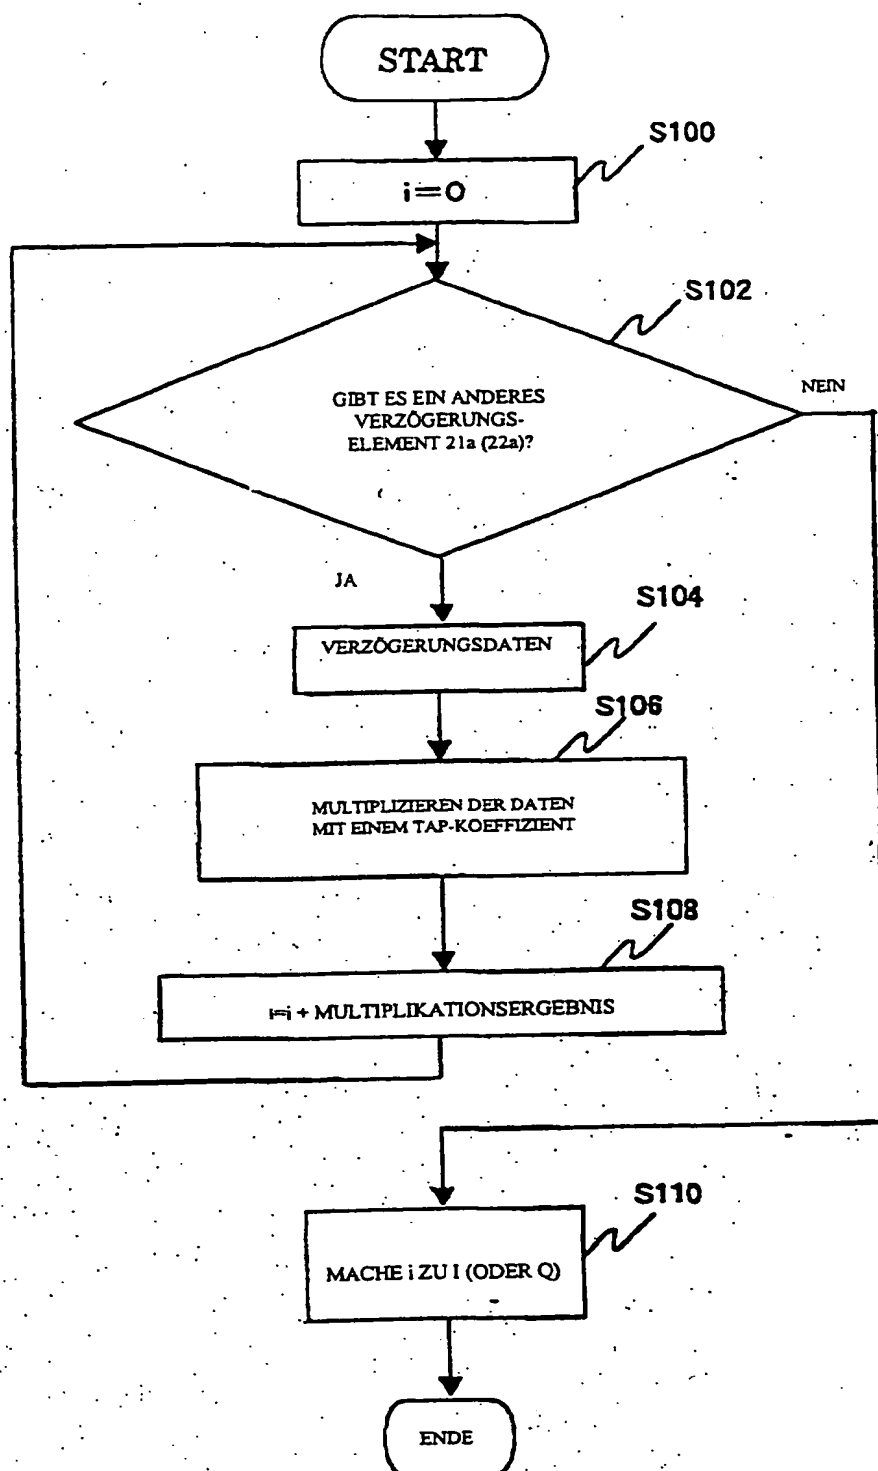 START
S100
i=0
S102
GIBT ES EIN ANDERES
VERZÖGERUNGS-
ELEMENT 21a (22a)?
NEIN
JA
S104
VERZÖGERUNGSDATEN
S106
MULTIPLIZIEREN DER DATEN
MIT EINEM TAP-KOEFFIZIENT
S108
i=i + MULTIPLIKATIONSERGEBNIS
S110
MACHE i ZU I (ODER Q)
ENDE